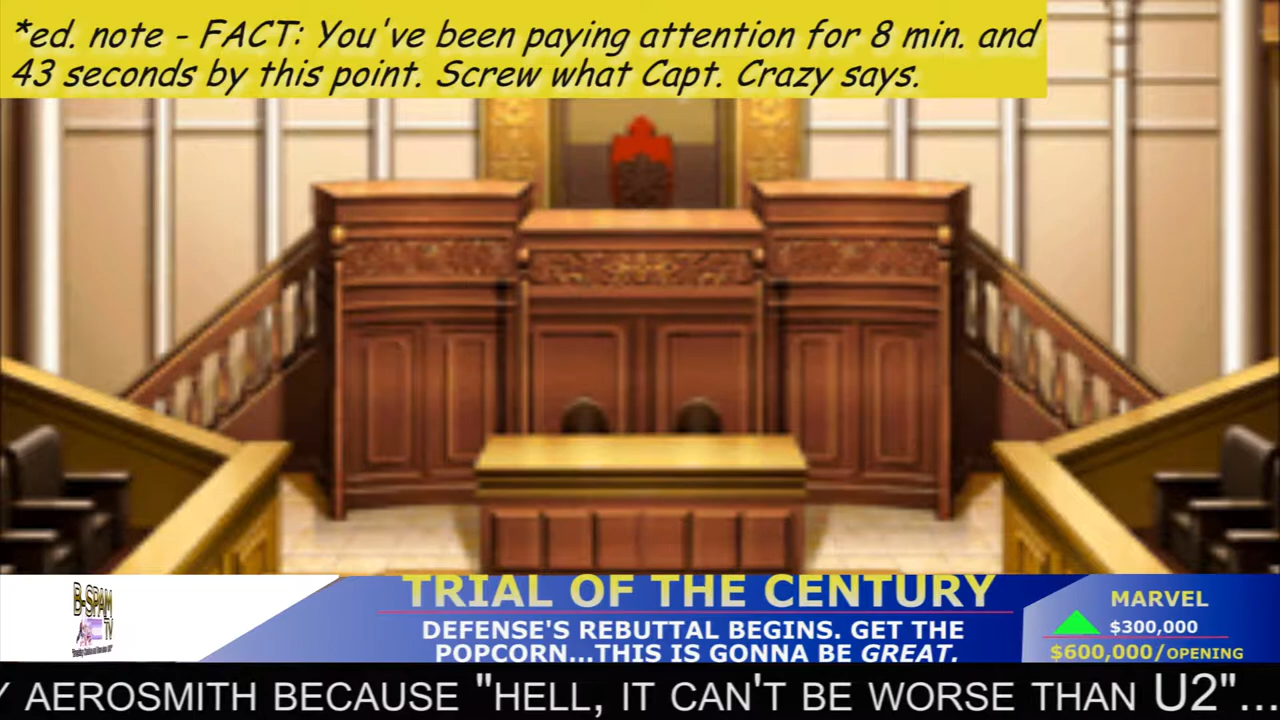 *ed. note - FACT: You've been paying attention for 8 min. and
43 seconds by this point. Screw what Capt. Crazy says.
B-SPAM
TV
TRIAL OF THE CENTURY
DEFENSE'S REBUTTAL BEGINS. GET THE
POPCORN...THIS IS GONNA BE GREAT.
MARVEL
$300,000
$600,000/OPENING
Y AEROSMITH BECAUSE "HELL, IT CAN'T BE WORSE THAN U2"...